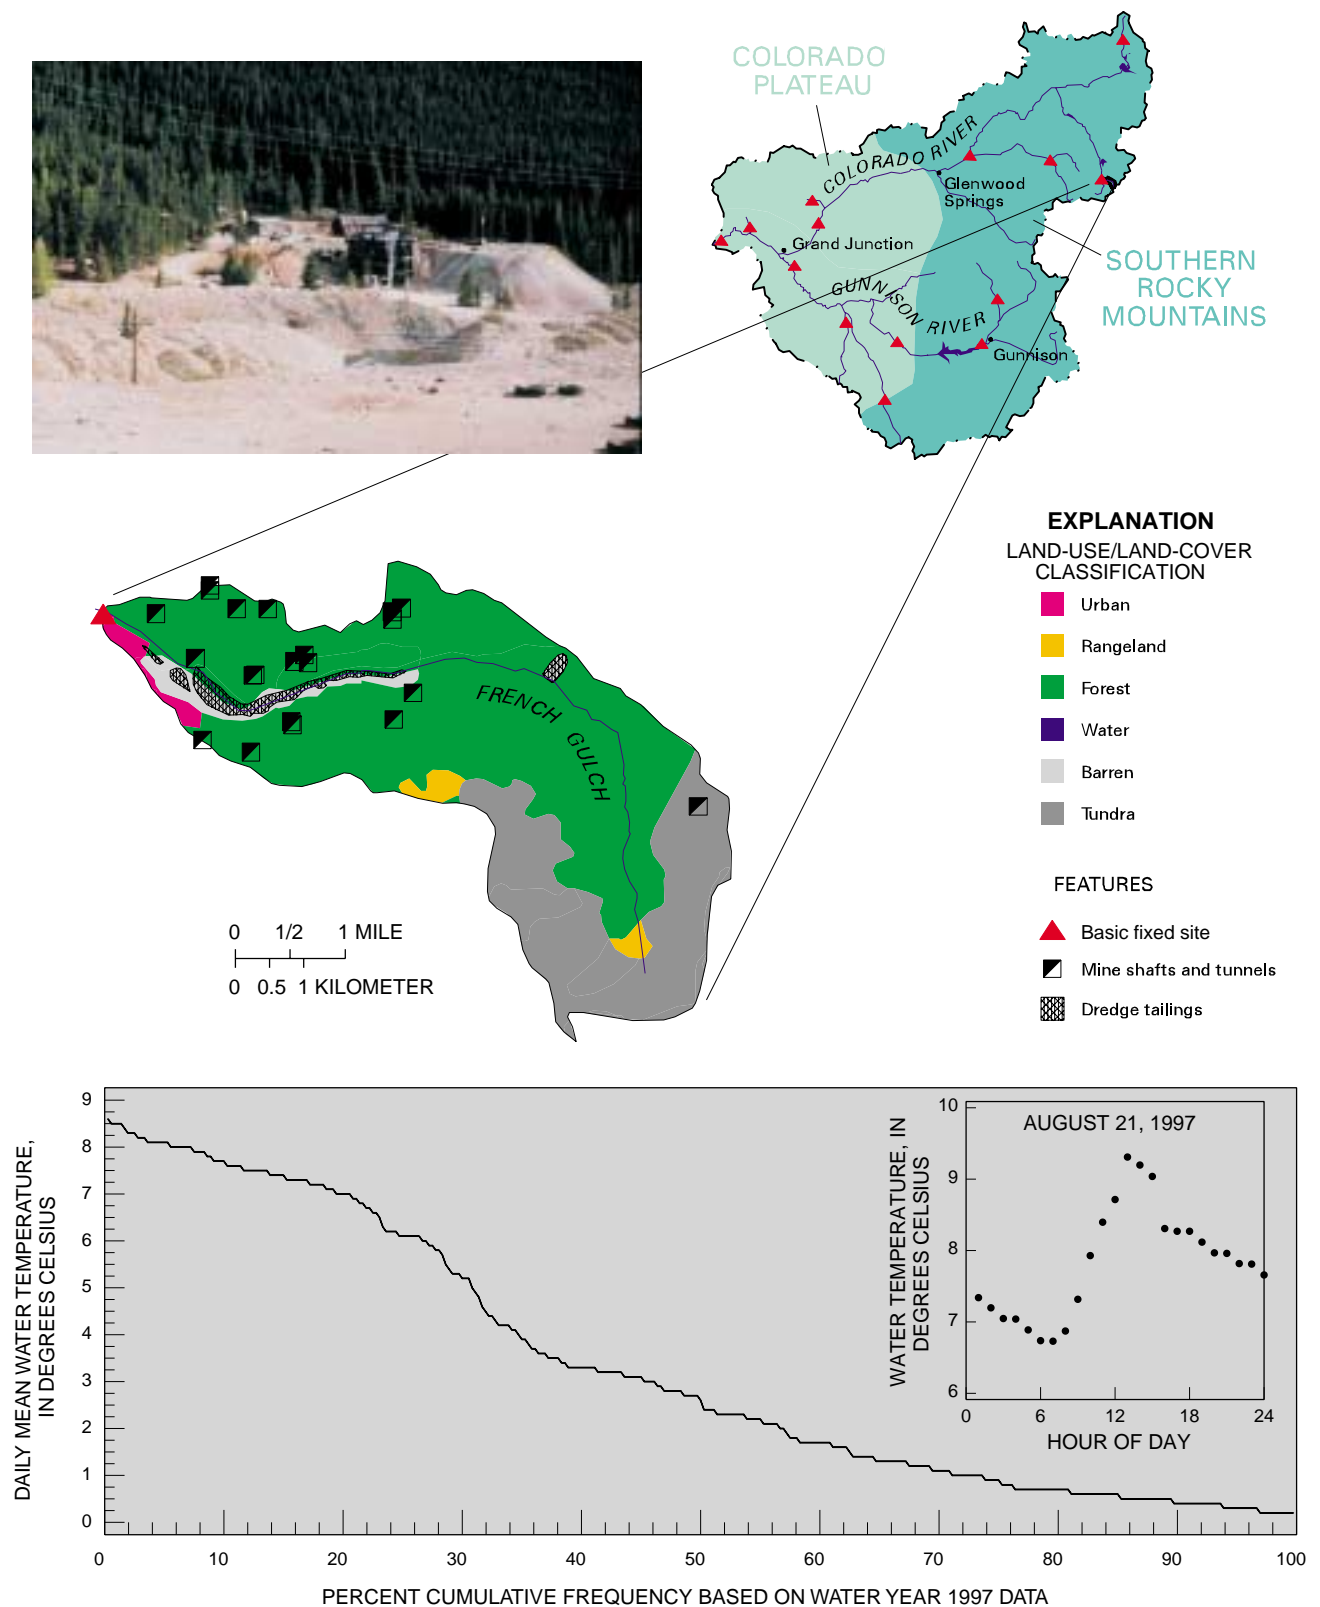 COLORADO
PLATEAU
COLORADO RIVER
Glenwood
Springs
Grand Junction
GUNNISON RIVER
Gunnison
SOUTHERN
ROCKY
MOUNTAINS
EXPLANATION
LAND-USE/LAND-COVER
CLASSIFICATION
Urban
Rangeland
Forest
Water
Barren
Tundra
FEATURES
Basic fixed site
Mine shafts and tunnels
Dredge tailings
FRENCH GULCH
0 1/2 1 MILE
0 0.5 1 KILOMETER
DAILY MEAN WATER TEMPERATURE,
IN DEGREES CELSIUS
9
8
7
6
5
4
3
2
1
0
0 10 20 30 40 50 60 70 80 90 100
PERCENT CUMULATIVE FREQUENCY BASED ON WATER YEAR 1997 DATA
AUGUST 21, 1997
WATER TEMPERATURE, IN
DEGREES CELSIUS
10
9
8
7
6
0 6 12 18 24
HOUR OF DAY